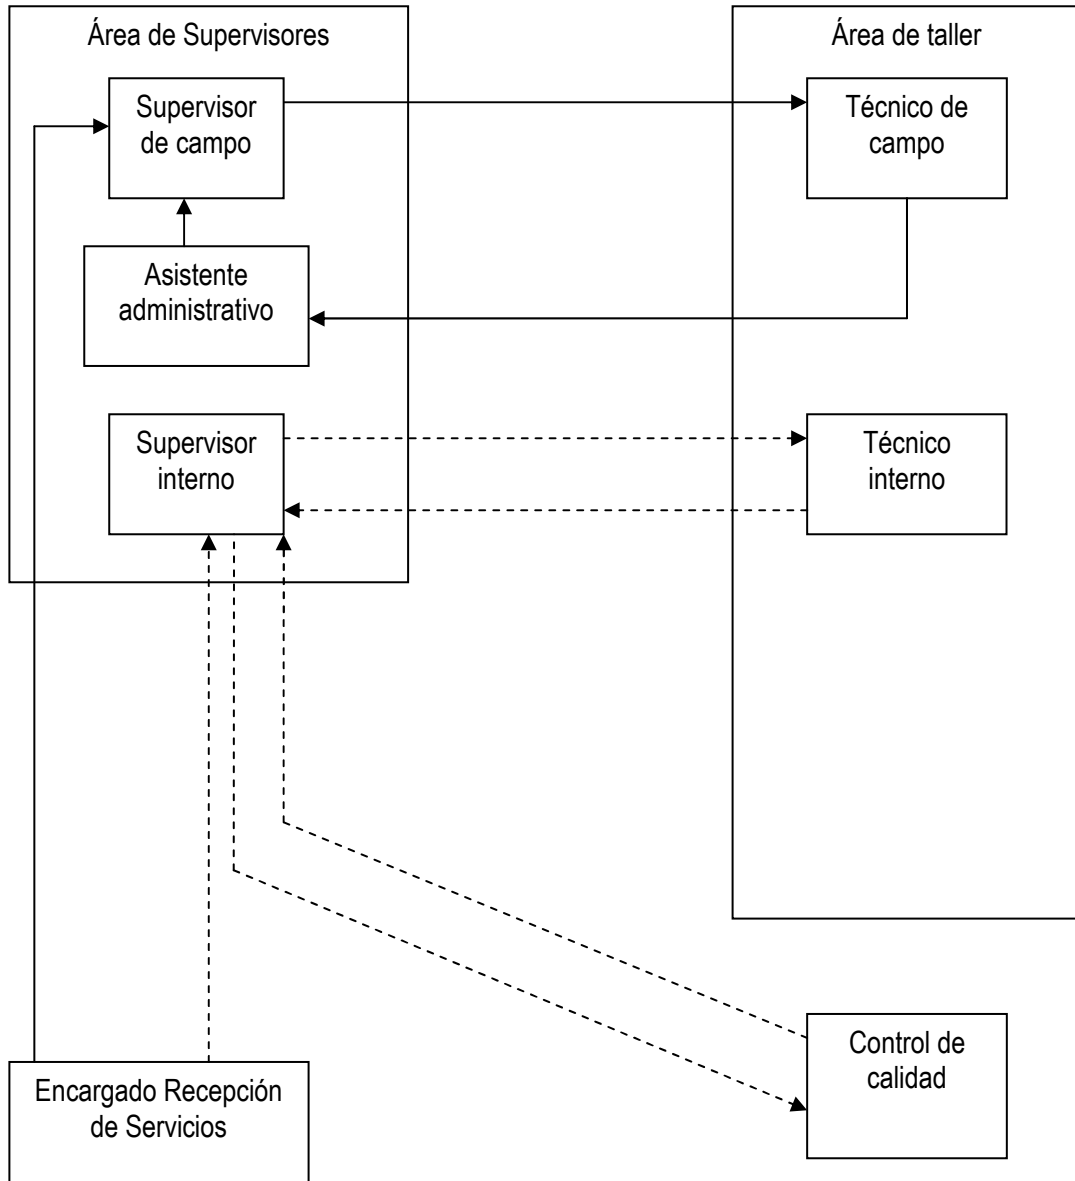 Área de Supervisores
Área de taller
Supervisor
de campo
Técnico de
campo
Asistente
administrativo
Supervisor
interno
Técnico
interno
Control de
calidad
Encargado Recepción
de Servicios